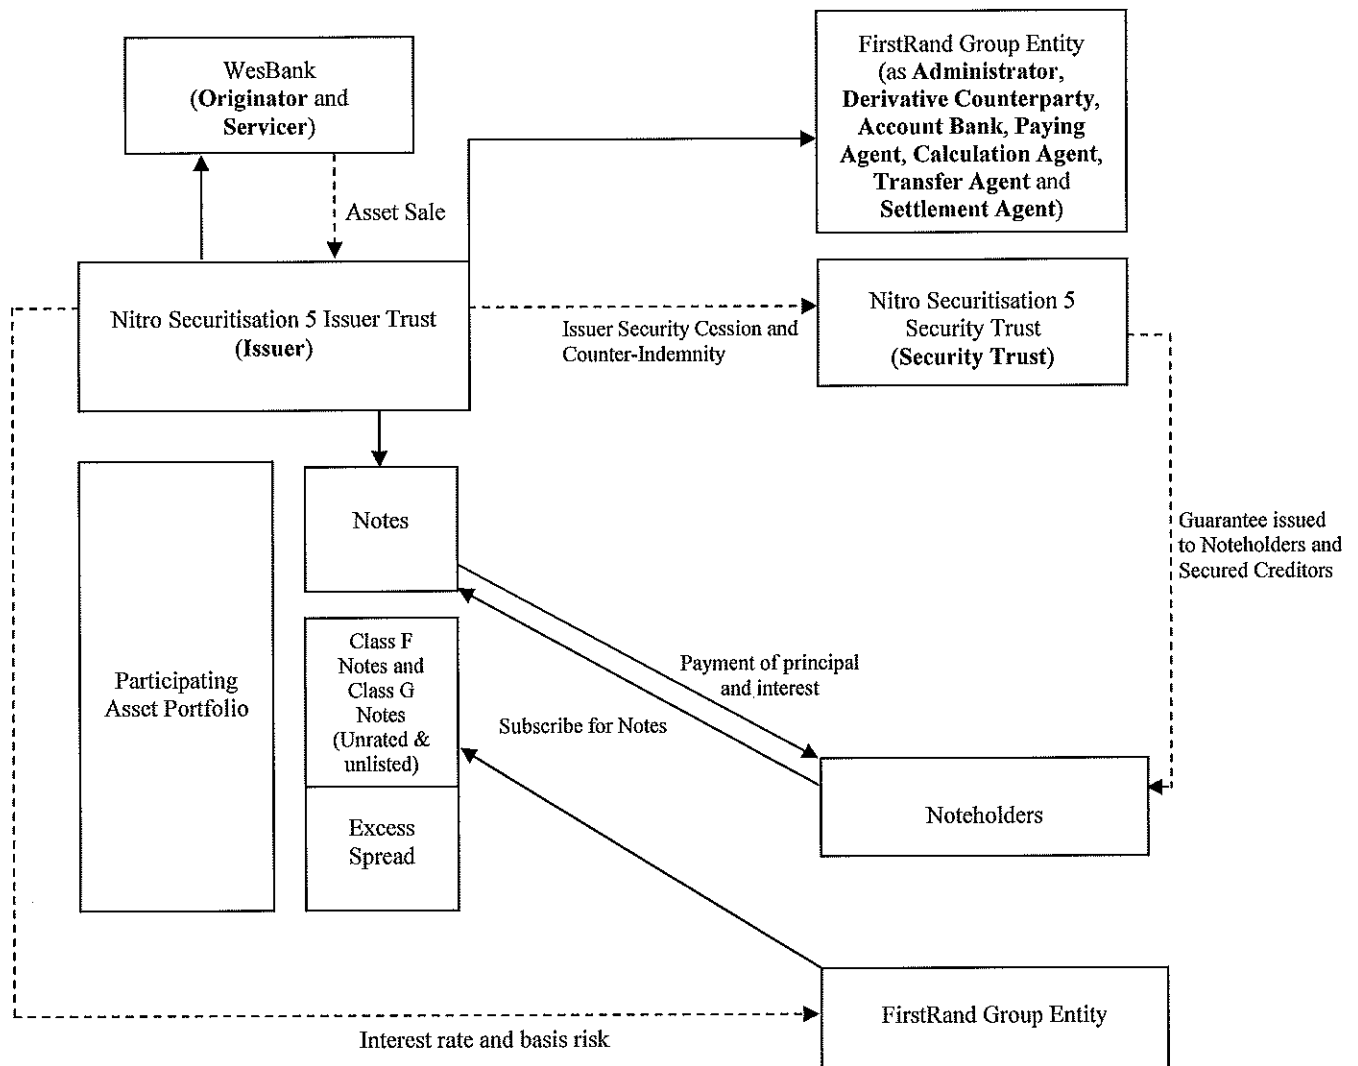 WesBank
(Originator and
Servicer)
FirstRand Group Entity
(as Administrator,
Derivative Counterparty,
Account Bank, Paying
Agent, Calculation Agent,
Transfer Agent and
Settlement Agent)
Asset Sale
Nitro Securitisation 5 Issuer Trust
(Issuer)
Issuer Security Cession and
Counter-Indemnity
Nitro Securitisation 5
Security Trust
(Security Trust)
Notes
Guarantee issued
to Noteholders and
Secured Creditors
Participating
Asset Portfolio
Class F
Notes and
Class G
Notes
(Unrated &
unlisted)
Payment of principal
and interest
Subscribe for Notes
Excess
Spread
Noteholders
FirstRand Group Entity
Interest rate and basis risk